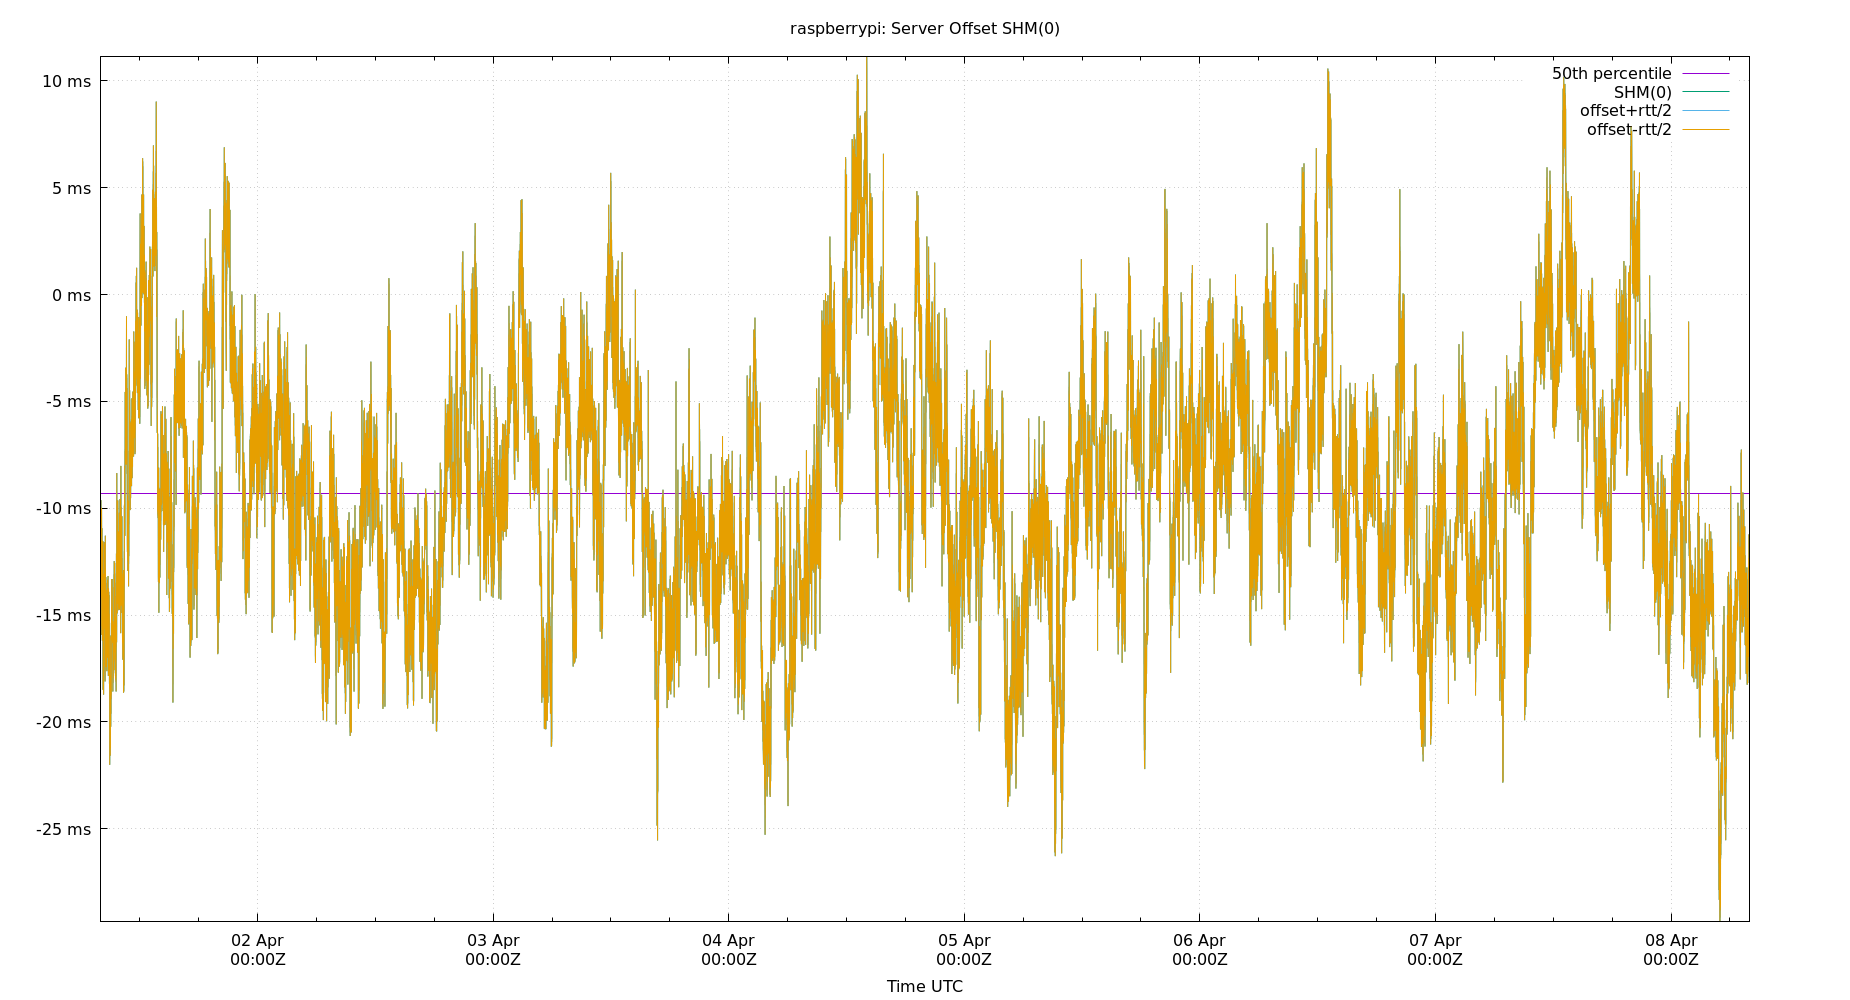 raspberrypi: Server Offset SHM(0)
50th percentile
SHM(0)
offset+rtt/2
offset-rtt/2
10 ms
5 ms
0 ms
-5 ms
-10 ms
-15 ms
-20 ms
-25 ms
02 Apr 03 Apr 04 Apr 05 Apr 06 Apr 07 Apr 08 Apr
00:00Z 00:00Z 00:00Z 00:00Z 00:00Z 00:00Z 00:00Z
Time UTC